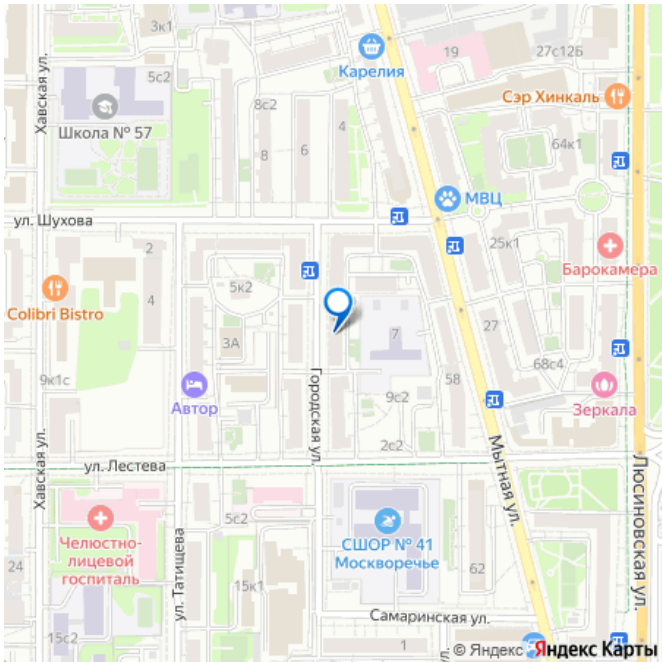 3к1
19
27с12Б
Карелия
5с2
Сэр Хинкаль
Хавская ул.
8с2
4
Школа № 57
64к1
8
6
МВЦ
ул. Шухова
2
25к1
Барокамера
5к2
4
Colibri Bistro
27
7
3А
68с4
9к1с
58
Автор
9с2
Зеркала
Городская ул.
2с2
Мытная ул.
Хавская ул.
ул. Лестева
Люсиновская ул.
5с2
Челюстно-
лицевой
госпиталь
СШОР № 41
Москворечье
24
62
ул. Татищева
15к1
Самаринская ул.
15с2
1
© Яндекс Яндекс Карты